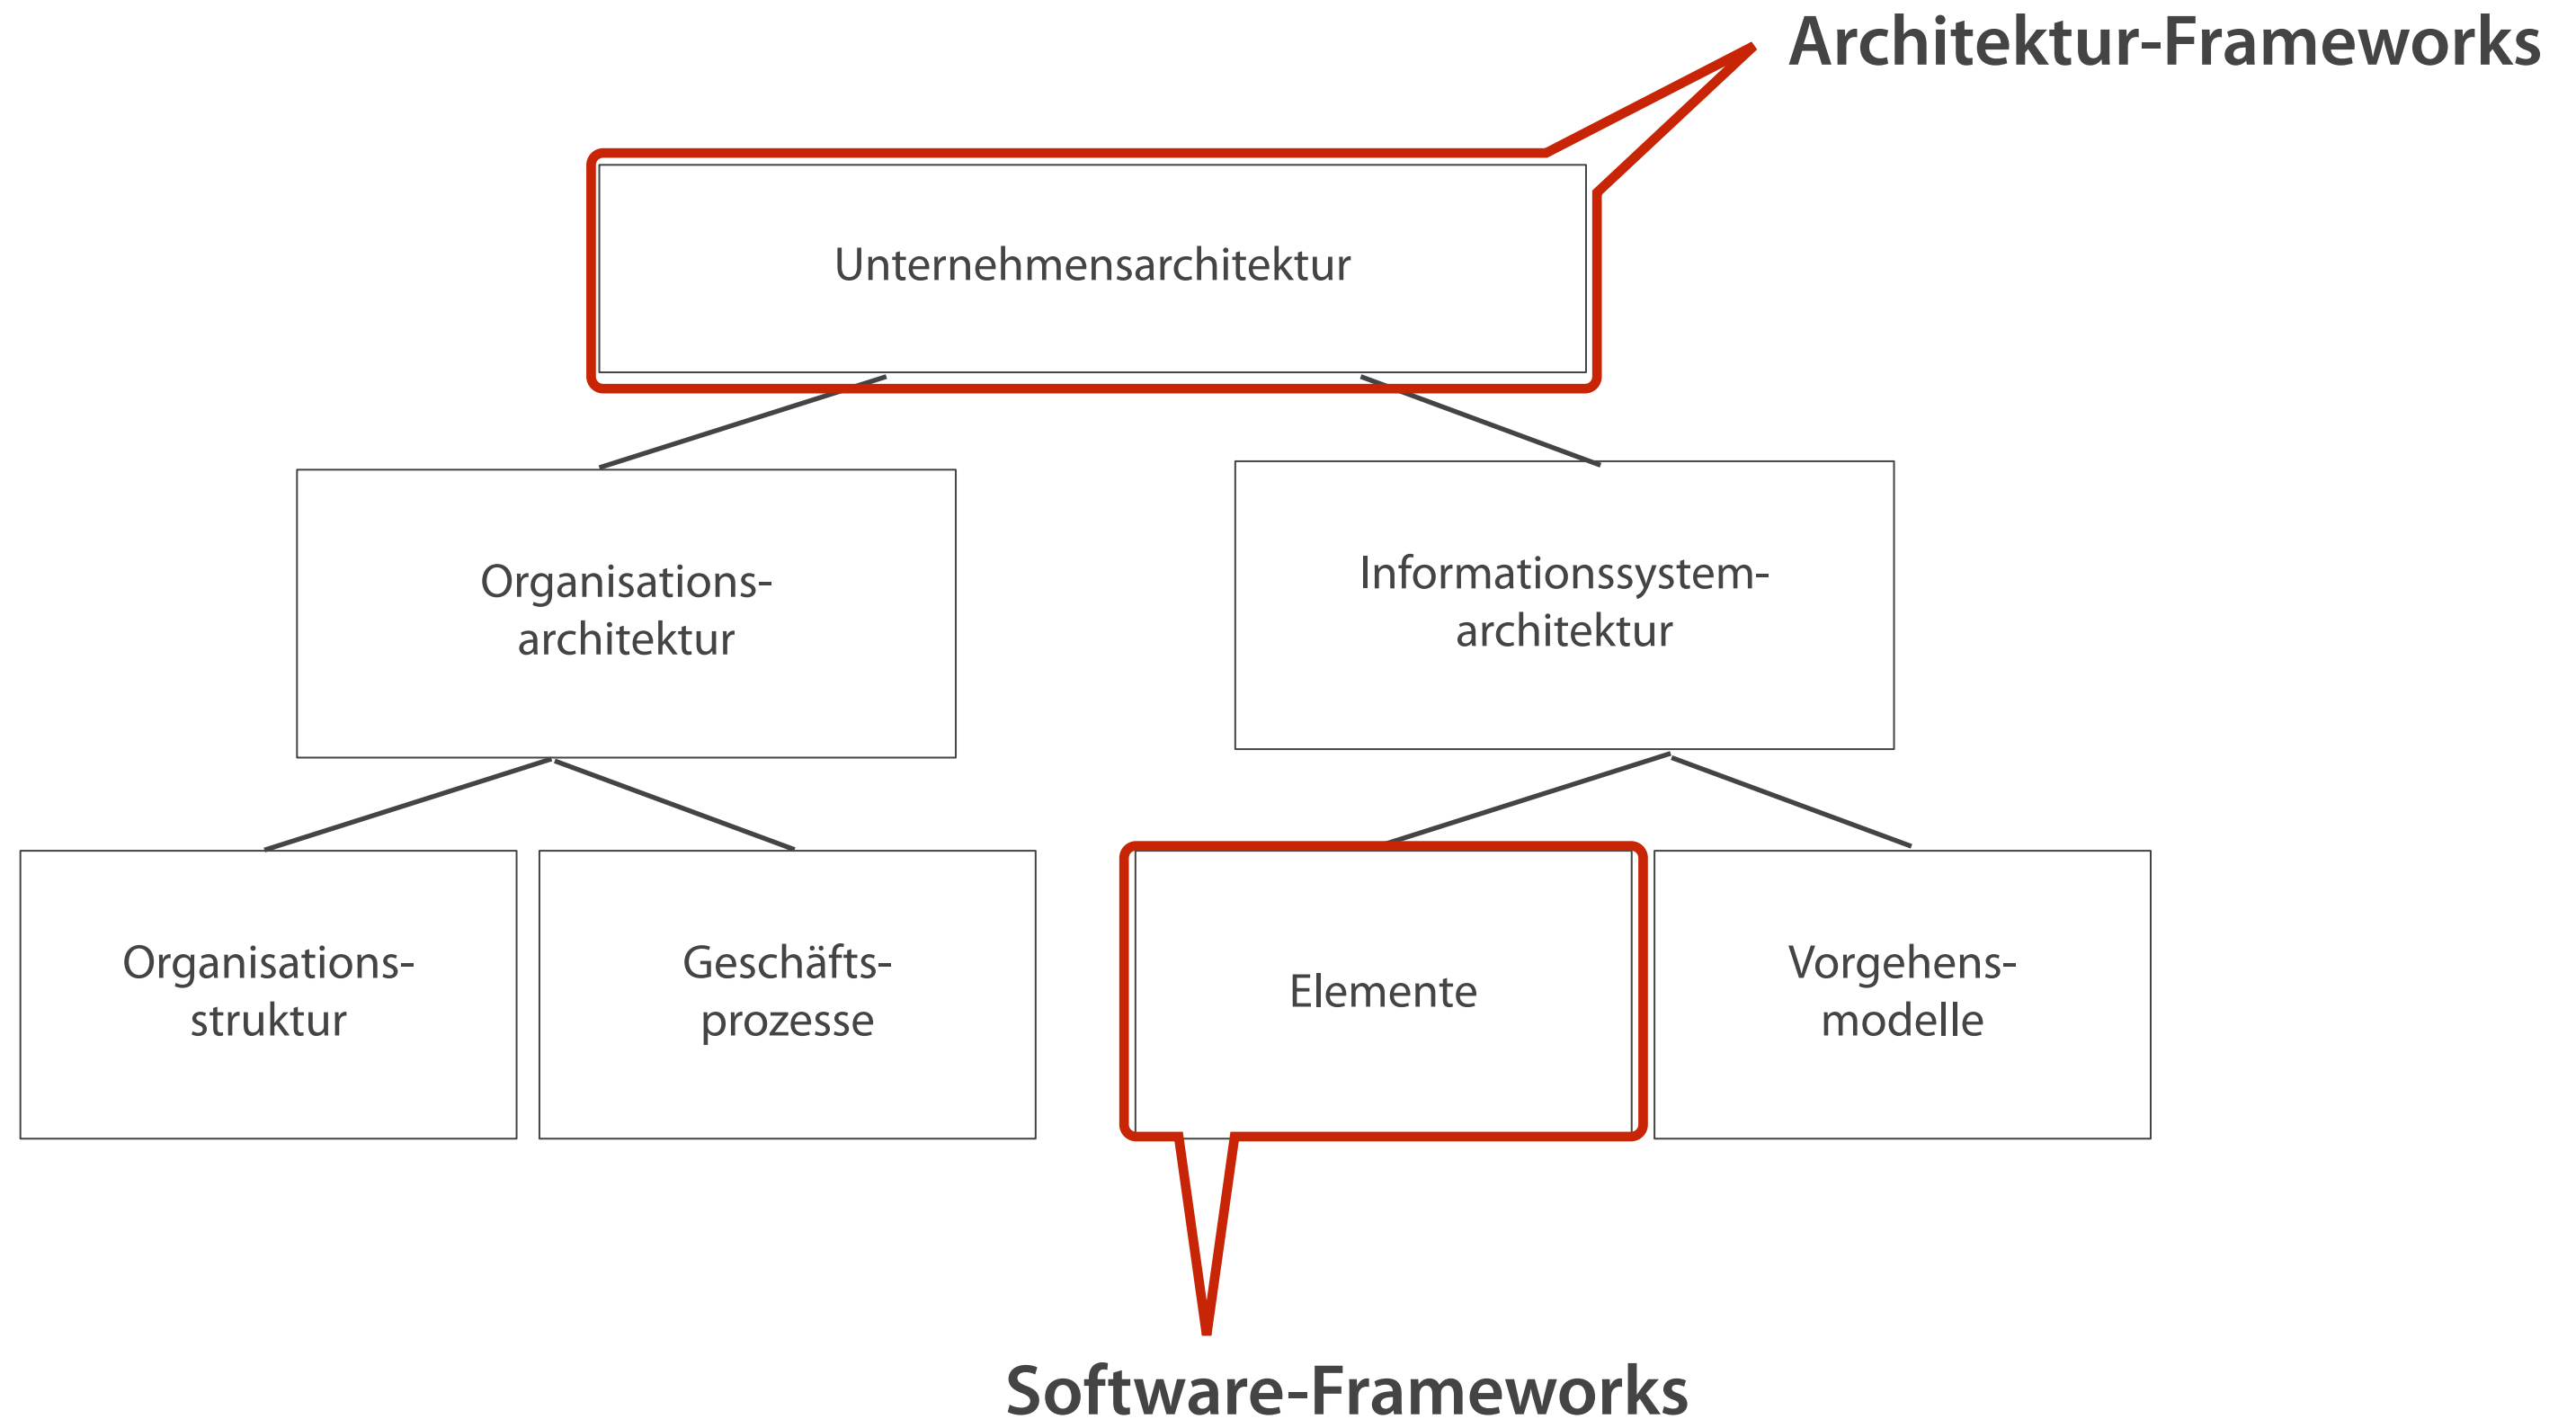 Architektur-Frameworks
Unternehmensarchitektur
Organisations-
architektur
Informationssystem-
architektur
Organisations-
struktur
Geschäfts-
prozesse
Elemente
Vorgehens-
modelle
Software-Frameworks